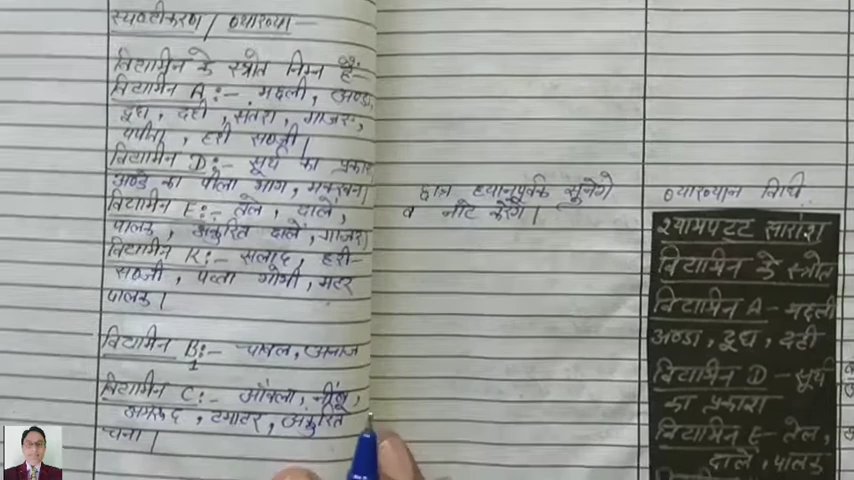 स्पष्टीकरण / व्याख्या —
विटामिन के स्त्रोत निम्न है—
विटामिन A :- मछली, अण्डा,
दूध, दही, संतरा, गाजर,
पपीता, हरी सब्जी।
विटामिन D :- सूर्य का प्रकाश
अण्डे का पीला भाग, मक्खन।
विटामिन E :- तेल, दालें,
पालक, अंकुरित दालें, गाजर।
विटामिन K :- सलाद, हरी-
सब्जी, पत्ता गोभी, मटर
पालक।
विटामिन B1 :- चावल, अनाज
विटामिन C :- आँवला, नींबू,
अमरूद, टमाटर, अंकुरित
चना।
छात्र ध्यानपूर्वक सुनेगे
व नोट करेंगे।
व्याख्यान विधि
श्यामपट्ट सारांश
विटामिन के स्त्रोत
विटामिन A - मछली
अण्डा, दूध, दही
विटामिन D - सूर्य
का प्रकाश
विटामिन E - तेल,
दालें, पालक